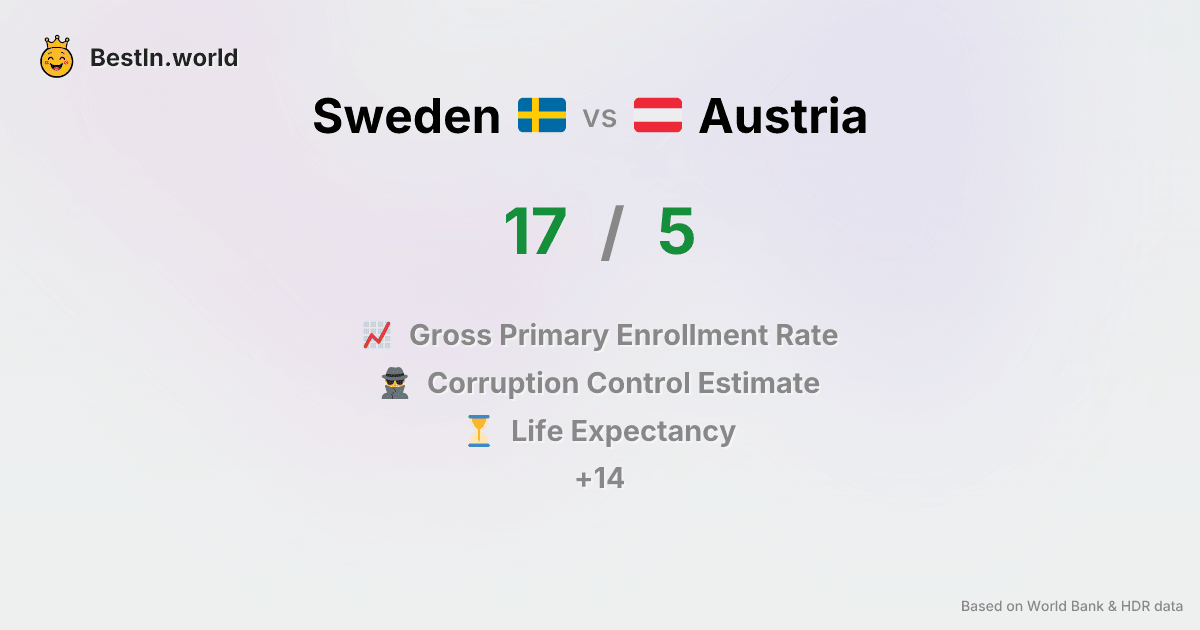 BestIn.world
Sweden vs Austria
17 / 5
Gross Primary Enrollment Rate
Corruption Control Estimate
Life Expectancy
+14
Based on World Bank & HDR data